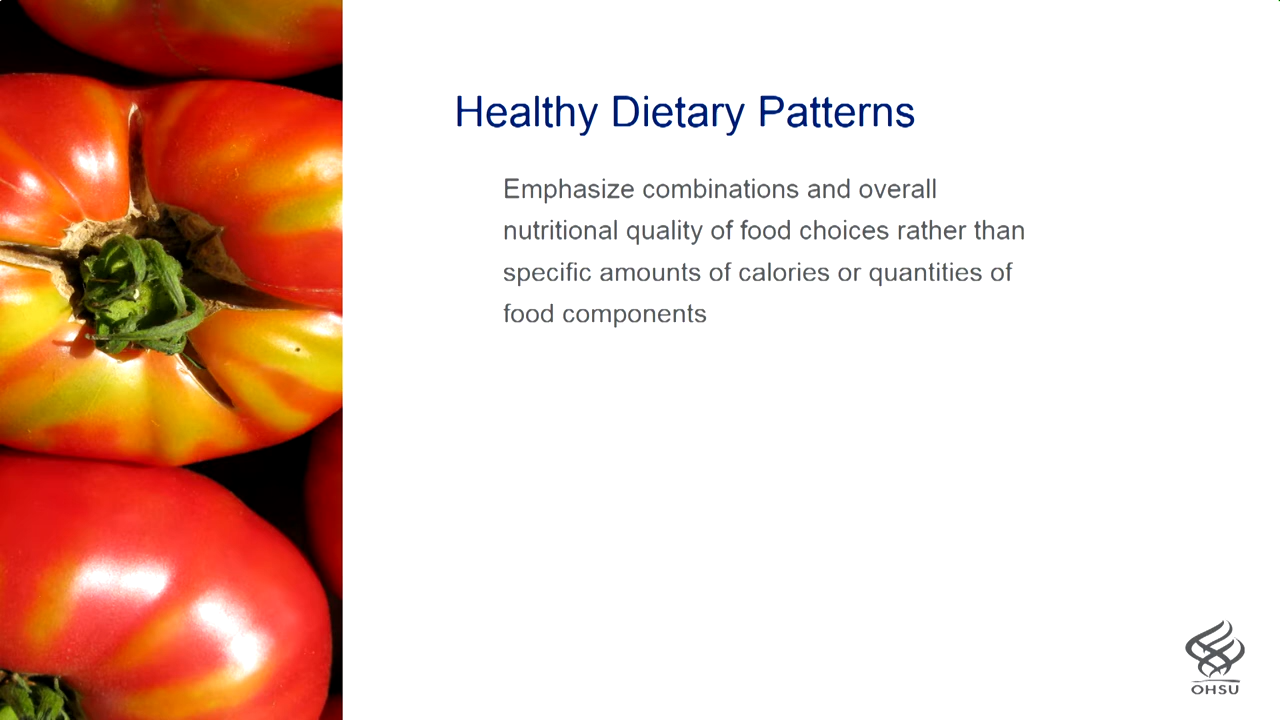 Healthy Dietary Patterns
Emphasize combinations and overall
nutritional quality of food choices rather than
specific amounts of calories or quantities of
food components
OHSU